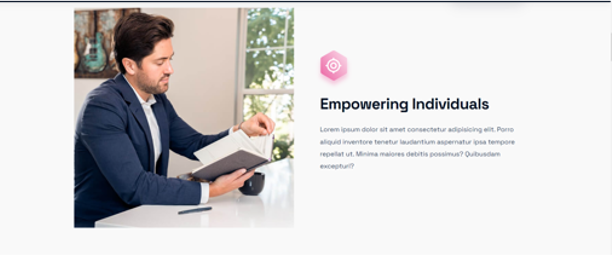 Empowering Individuals
Lorem ipsum dolor sit amet consectetur adipisicing elit. Porro
aliquid inventore tenetur laudantium aspernatur ipsa tempore
repellat ut. Minima maiores debitis possimus? Quibusdam
excepturi?